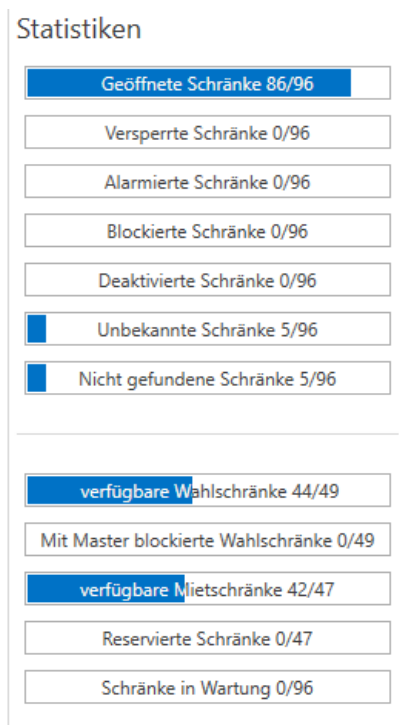 Statistiken
Geöffnete Schränke 86/96
Versperrte Schränke 0/96
Alarmierte Schränke 0/96
Blockierte Schränke 0/96
Deaktivierte Schränke 0/96
Unbekannte Schränke 5/96
Nicht gefundene Schränke 5/96
verfügbare Wahlschränke 44/49
Mit Master blockierte Wahlschränke 0/49
verfügbare Mietschränke 42/47
Reservierte Schränke 0/47
Schränke in Wartung 0/96